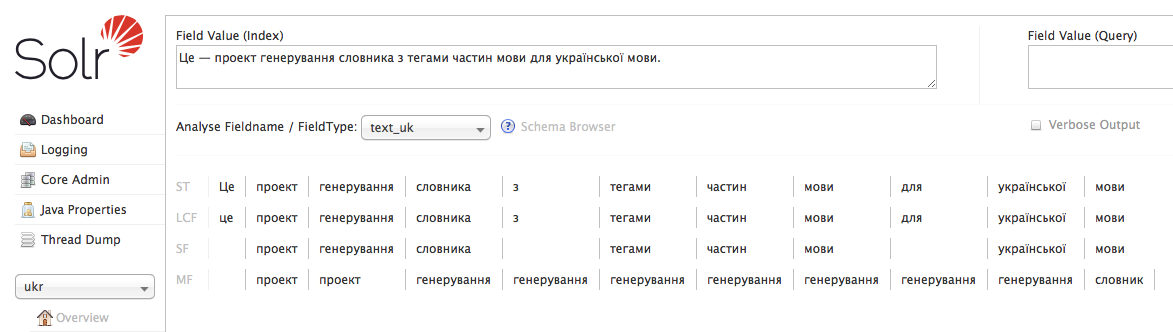 Solr
Field Value (Index)
Field Value (Query)
Це — проект генерування словника з тегами частин мови для української мови.
Analyse Fieldname / FieldType: text_uk ? Schema Browser
Verbose Output
Dashboard
Logging
Core Admin
Java Properties
Thread Dump
ukr
Overview
ST Це проект генерування словника з тегами частин мови для української мови
LCF це проект генерування словника з тегами частин мови для української мови
SF проект генерування словника тегами частин мови української мови
MF проект проект генерування генерування генерування генерування генерування генерування генерування словник